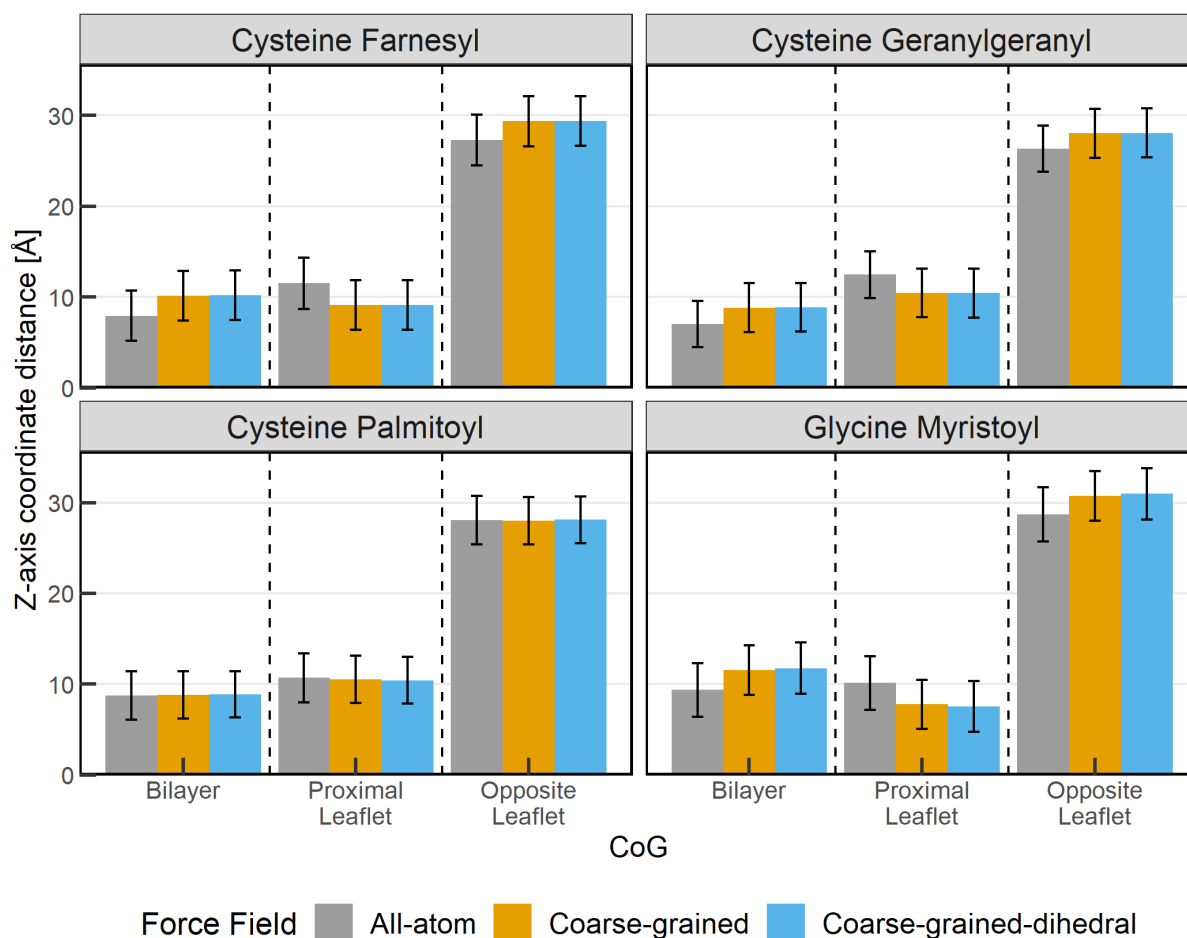 Cysteine Farnesyl
Cysteine Geranylgeranyl
30
20
10
0
Cysteine Palmitoyl
Glycine Myristoyl
30
20
10
0
Z-axis coordinate distance [Å]
Bilayer
Proximal
Leaflet
Opposite
Leaflet
Bilayer
Proximal
Leaflet
Opposite
Leaflet
CoG
Force Field All-atom Coarse-grained Coarse-grained-dihedral